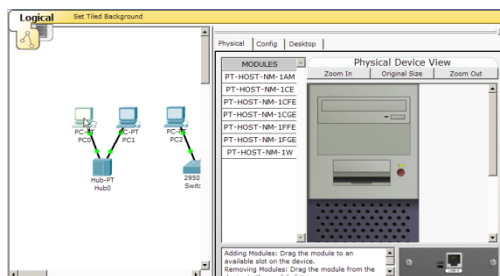 Logical
Set Tiled Background
Physical
Config
Desktop
MODULES
PT-HOST-NM-1AM
PT-HOST-NM-1CE
PT-HOST-NM-1CFE
PT-HOST-NM-1CGE
PT-HOST-NM-1FFE
PT-HOST-NM-1FGE
PT-HOST-NM-1W
Physical Device View
Zoom In
Original Size
Zoom Out
PC-PT
PC0
PC-PT
PC1
PC-PT
PC2
Hub-PT
Hub0
2950
Switc
Adding Modules: Drag the module to an
available slot on the device.
Removing Modules: Drag the module from the